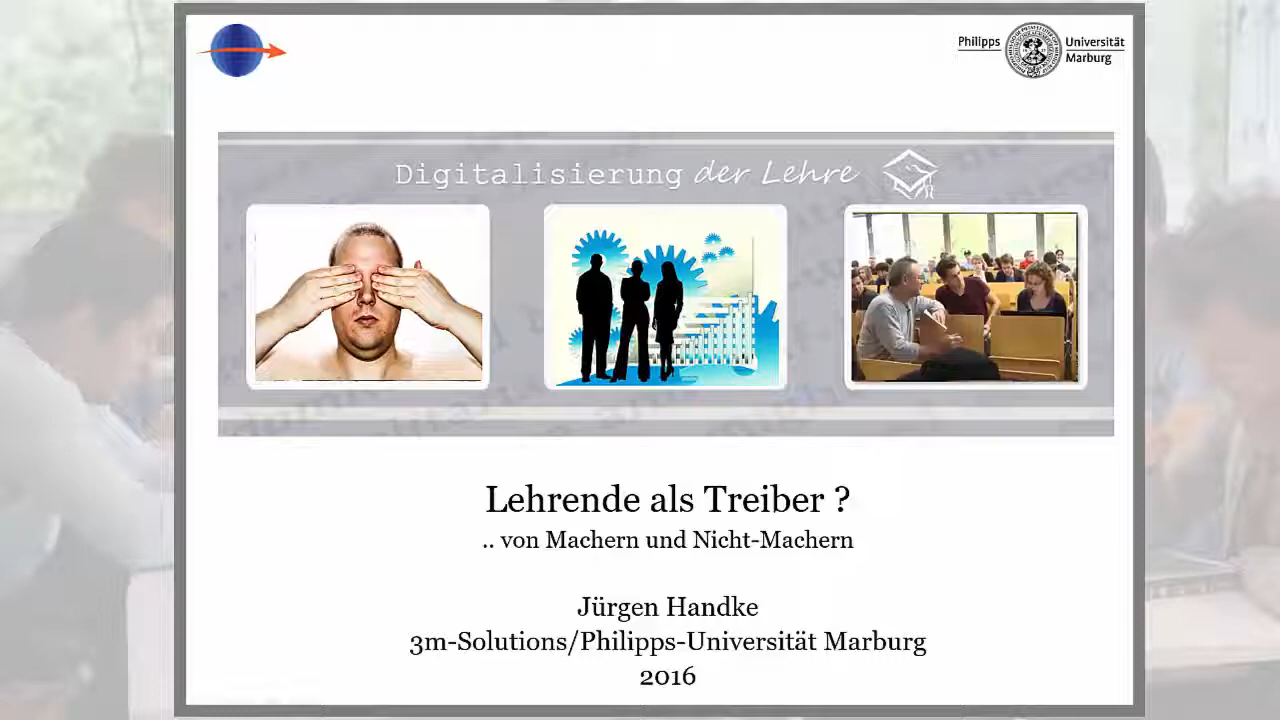 Philipps
Universität
Marburg
Digitalisierung der Lehre
Lehrende als Treiber ?
.. von Machern und Nicht-Machern
Jürgen Handke
3m-Solutions/Philipps-Universität Marburg
2016